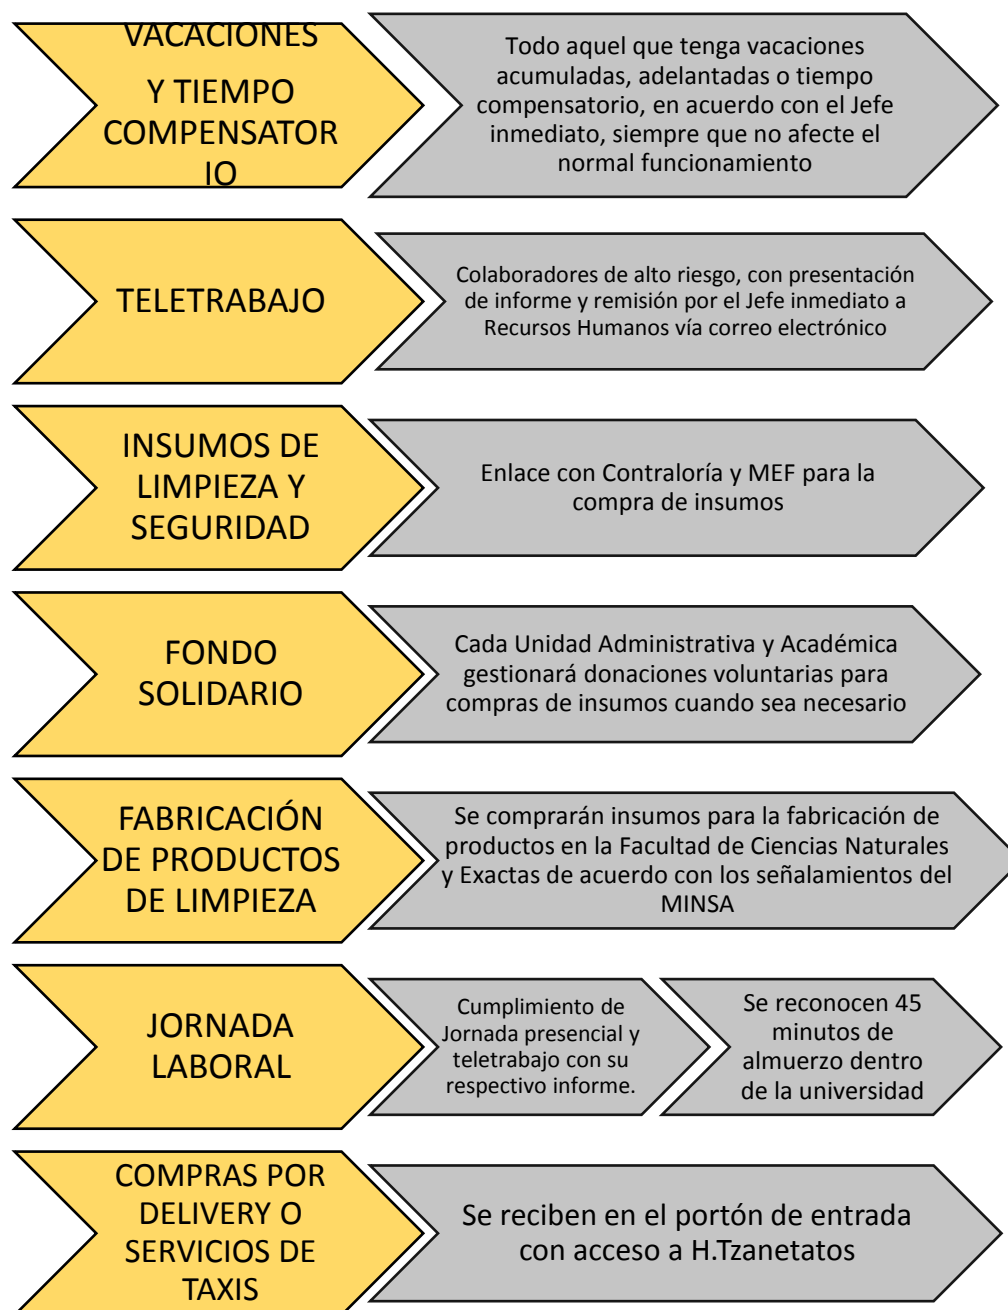 VACACIONES
Y TIEMPO
COMPENSATOR
IO
Todo aquel que tenga vacaciones
acumuladas, adelantadas o tiempo
compensatorio, en acuerdo con el Jefe
inmediato, siempre que no afecte el
normal funcionamiento
TELETRABAJO
Colaboradores de alto riesgo, con presentación
de informe y remisión por el Jefe inmediato a
Recursos Humanos vía correo electrónico
INSUMOS DE
LIMPIEZA Y
SEGURIDAD
Enlace con Contraloría y MEF para la
compra de insumos
FONDO
SOLIDARIO
Cada Unidad Administrativa y Académica
gestionará donaciones voluntarias para
compras de insumos cuando sea necesario
FABRICACIÓN
DE PRODUCTOS
DE LIMPIEZA
Se comprarán insumos para la fabricación de
productos en la Facultad de Ciencias Naturales
y Exactas de acuerdo con los señalamientos del
MINSA
JORNADA
LABORAL
Cumplimiento de
Jornada presencial y
teletrabajo con su
respectivo informe.
Se reconocen 45
minutos de
almuerzo dentro
de la universidad
COMPRAS POR
DELIVERY O
SERVICIOS DE
TAXIS
Se reciben en el portón de entrada
con acceso a H.Tzanetatos